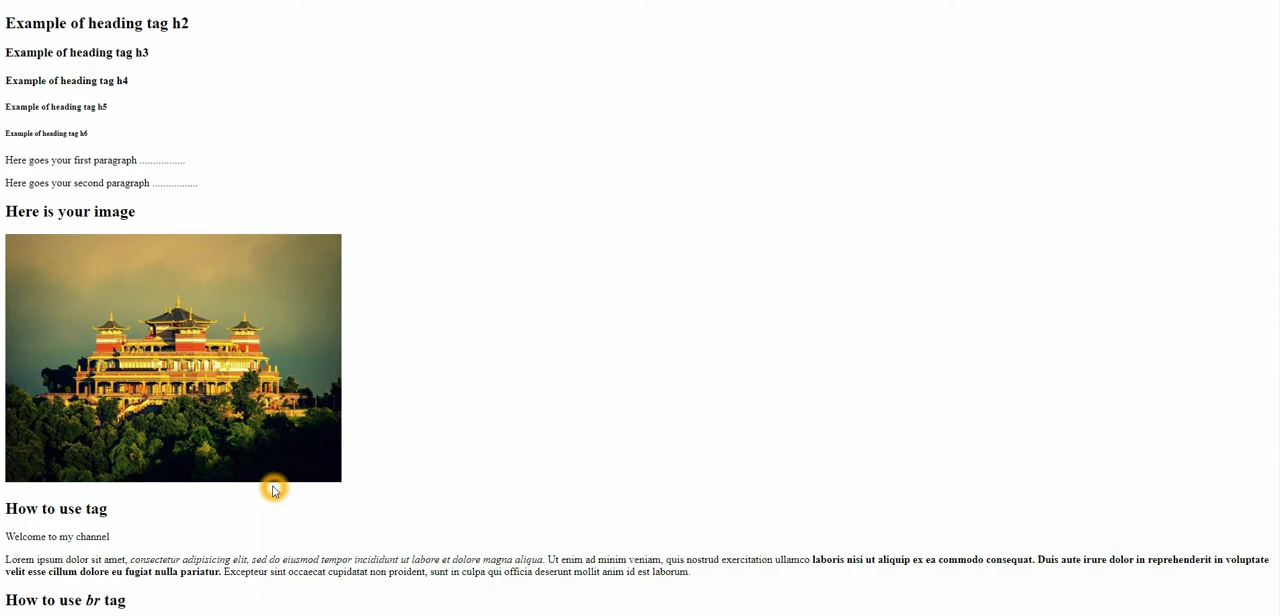 Example of heading tag h2
Example of heading tag h3
Example of heading tag h4
Example of heading tag h5
Example of heading tag h6
Here goes your first paragraph .................
Here goes your second paragraph .................
Here is your image
How to use tag
Welcome to my channel
Lorem ipsum dolor sit amet, consectetur adipisicing elit, sed do eiusmod tempor incididunt ut labore et dolore magna aliqua. Ut enim ad minim veniam, quis nostrud exercitation ullamco laboris nisi ut aliquip ex ea commodo consequat. Duis aute irure dolor in reprehenderit in voluptate
velit esse cillum dolore eu fugiat nulla pariatur. Excepteur sint occaecat cupidatat non proident, sunt in culpa qui officia deserunt mollit anim id est laborum.
How to use br tag